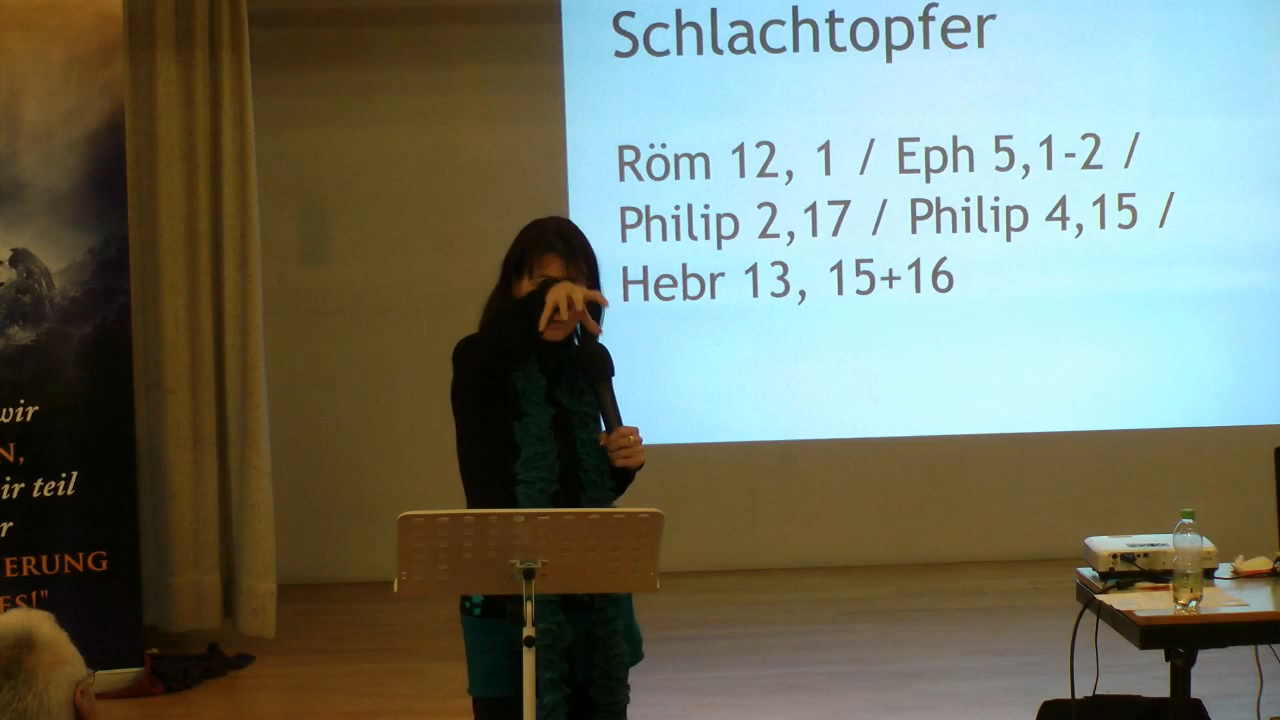 Schlachtopfer
Röm 12, 1 / Eph 5,1-2 /
Philip 2,17 / Philip 4,15 /
Hebr 13, 15+16
wir
N,
ir teil
r
ERUNG
ES!"